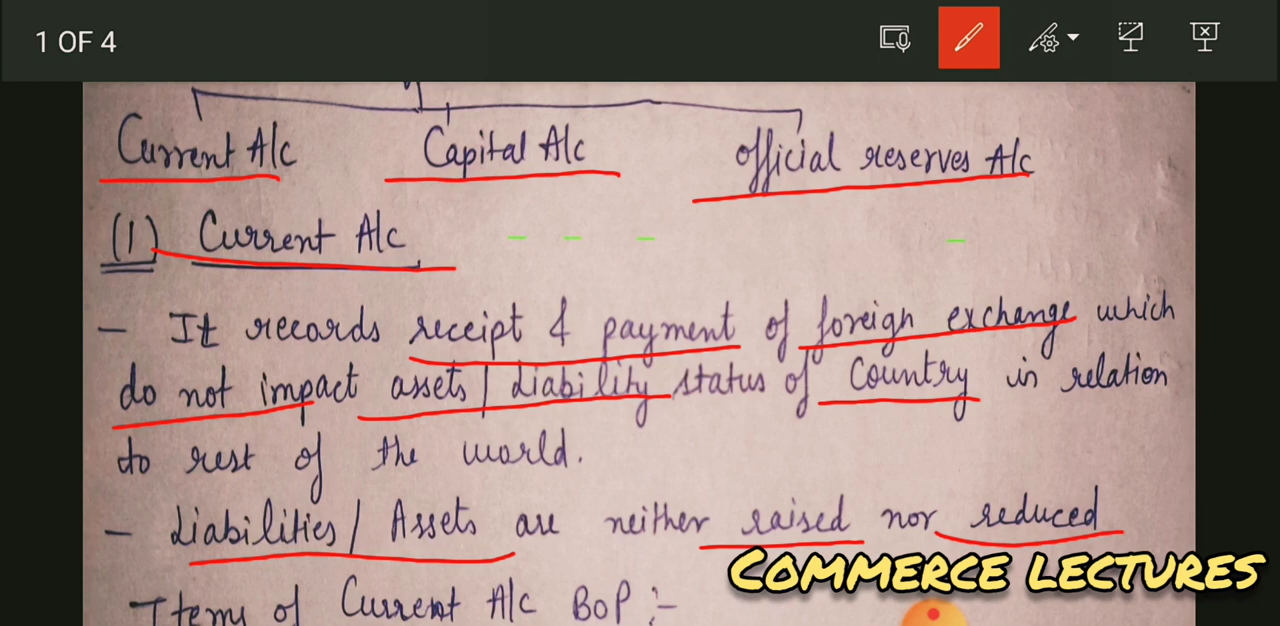 1 OF 4
Current A/c Capital A/c official reserves A/c
(1) Current A/c
- It records receipt & payment of foreign exchange which
do not impact assets/liability status of Country in relation
to rest of the world.
- Liabilities/Assets are neither raised nor reduced
COMMERCE LECTURES
Items of Current A/c BOP :-